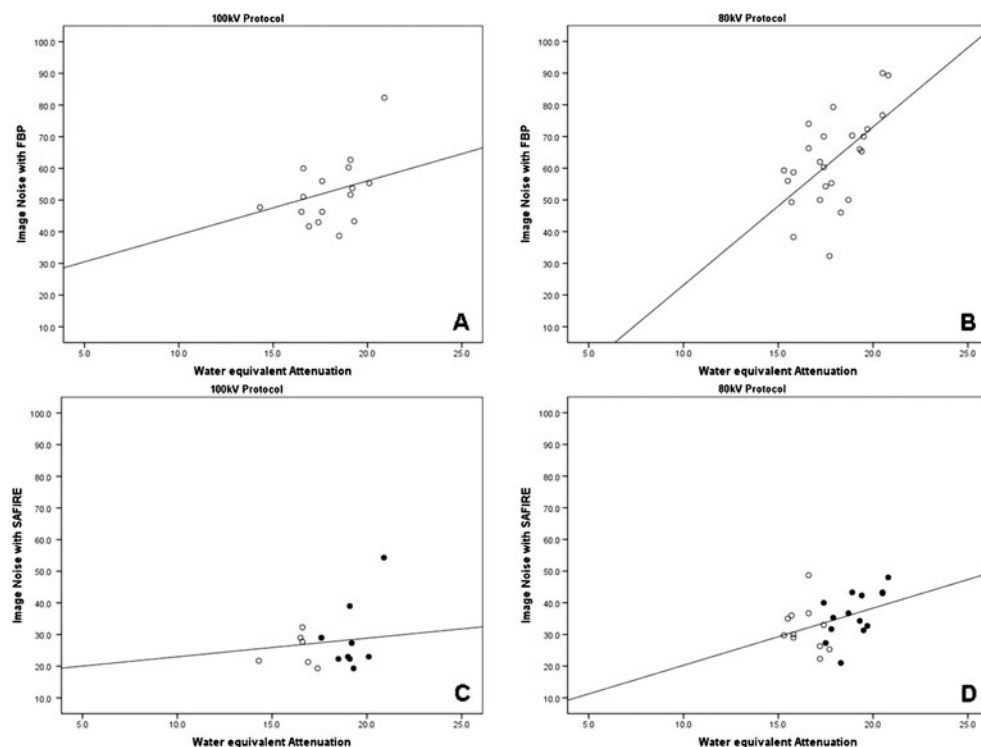 100kV Protocol
Image Noise with FBP
100.0
90.0
80.0
70.0
60.0
50.0
40.0
30.0
20.0
10.0
A
5.0 10.0 15.0 20.0 25.0
Water equivalent Attenuation
80kV Protocol
Image Noise with FBP
100.0
90.0
80.0
70.0
60.0
50.0
40.0
30.0
20.0
10.0
B
5.0 10.0 15.0 20.0 25.0
Water equivalent Attenuation
100kV Protocol
Image Noise with SAFIRE
100.0
90.0
80.0
70.0
60.0
50.0
40.0
30.0
20.0
10.0
C
5.0 10.0 15.0 20.0 25.0
Water equivalent Attenuation
80kV Protocol
Image Noise with SAFIRE
100.0
90.0
80.0
70.0
60.0
50.0
40.0
30.0
20.0
10.0
D
5.0 10.0 15.0 20.0 25.0
Water equivalent Attenuation